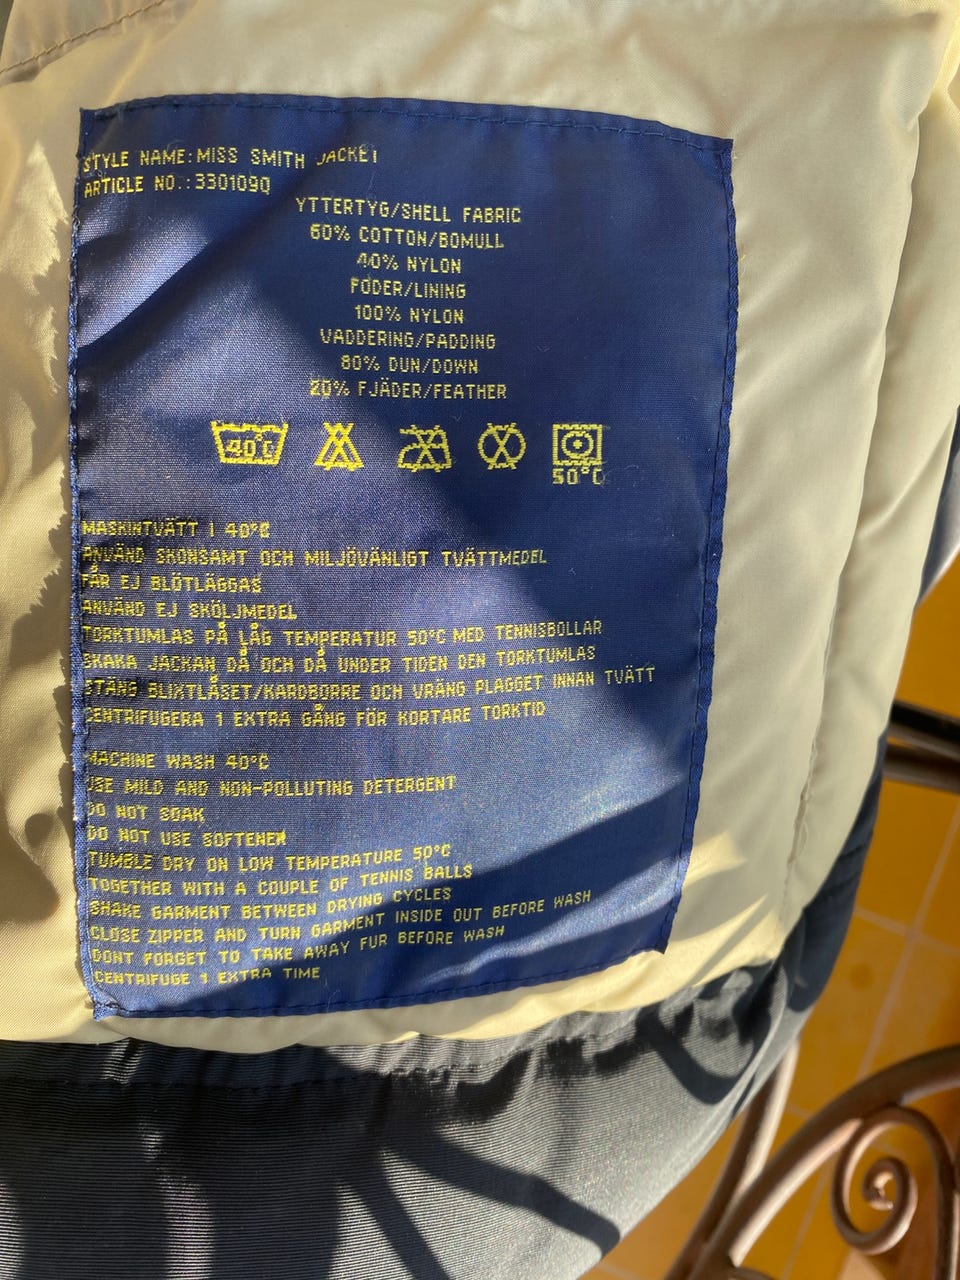 STYLE NAME:MISS SMITH JACKET
ARTICLE NO.:3301090
YTTERTYG/SHELL FABRIC
60% COTTON/BOMULL
40% NYLON
FODER/LINING
100% NYLON
VADDERING/PADDING
80% DUN/DOWN
20% FJÄDER/FEATHER
40°C
50°C
MASKINTVÄTT I 40°C
ANVÄND SKONSAMT OCH MILJÖVÄNLIGT TVÄTTMEDEL
FÅR EJ BLÖTLÄGGAS
ANVÄND EJ SKÖLJMEDEL
TORKTUMLAS PÅ LÅG TEMPERATUR 50°C MED TENNISBOLLAR
SKAKA JACKAN DÅ OCH DÅ UNDER TIDEN DEN TORKTUMLAS
STÄNG BLIXTLÅSET/KARDBORRE OCH VRÄNG PLAGGET INNAN TVÄTT
CENTRIFUGERA 1 EXTRA GÅNG FÖR KORTARE TORKTID
MACHINE WASH 40°C
USE MILD AND NON-POLLUTING DETERGENT
DO NOT SOAK
DO NOT USE SOFTENER
TUMBLE DRY ON LOW TEMPERATURE 50°C
TOGETHER WITH A COUPLE OF TENNIS BALLS
SHAKE GARMENT BETWEEN DRYING CYCLES
CLOSE ZIPPER AND TURN GARMENT INSIDE OUT BEFORE WASH
DONT FORGET TO TAKE AWAY FUR BEFORE WASH
CENTRIFUGE 1 EXTRA TIME